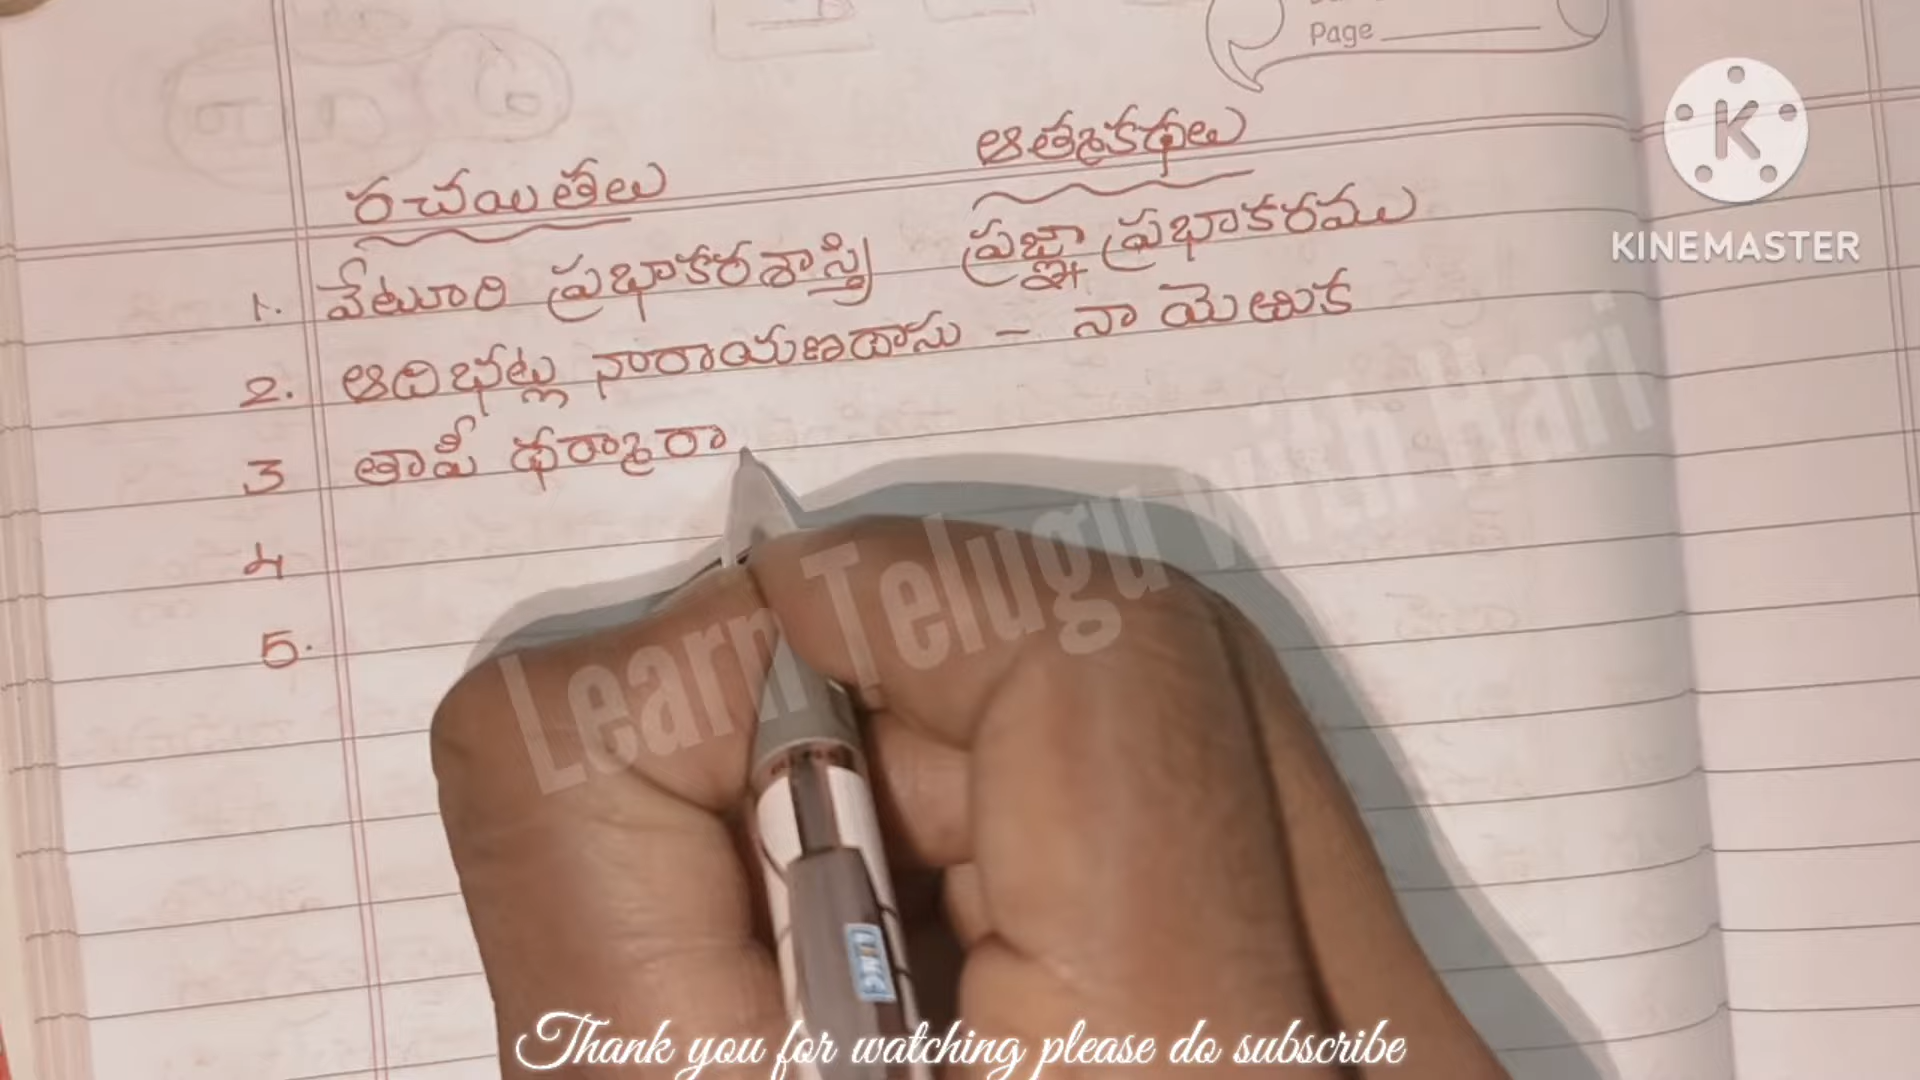 Page
రచయితలు ఆత్మకథలు
1. వేటూరి ప్రభాకరశాస్త్రి ప్రజ్ఞా ప్రభాకరము
2. ఆదిభట్ల నారాయణదాసు - నా యెఱుక
3 తాపీ ధర్మారా
4
5.
KINEMASTER
Learn Telugu with Hari
LINC
Thank you for watching please do subscribe